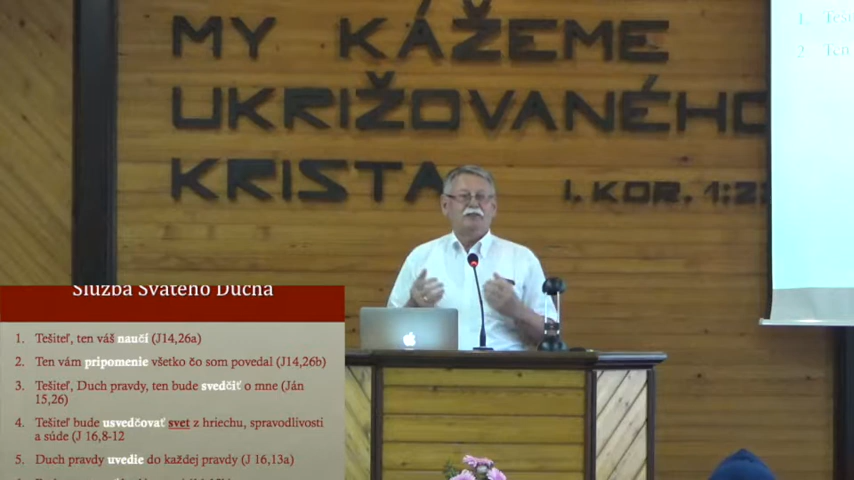 MY KÁŽEME
UKRIŽOVANÉHO
KRISTA
I. KOR. 1:2
Služba Svätého Ducha
1. Tešiteľ, ten váš naučí (J14,26a)
2. Ten vám pripomenie všetko čo som povedal (J14,26b)
3. Tešiteľ, Duch pravdy, ten bude svedčiť o mne (Ján
15,26)
4. Tešiteľ bude usvedčovať svet z hriechu, spravodlivosti
a súde (J 16,8-12
5. Duch pravdy uvedie do každej pravdy (J 16,13a)
1.
2. Ten